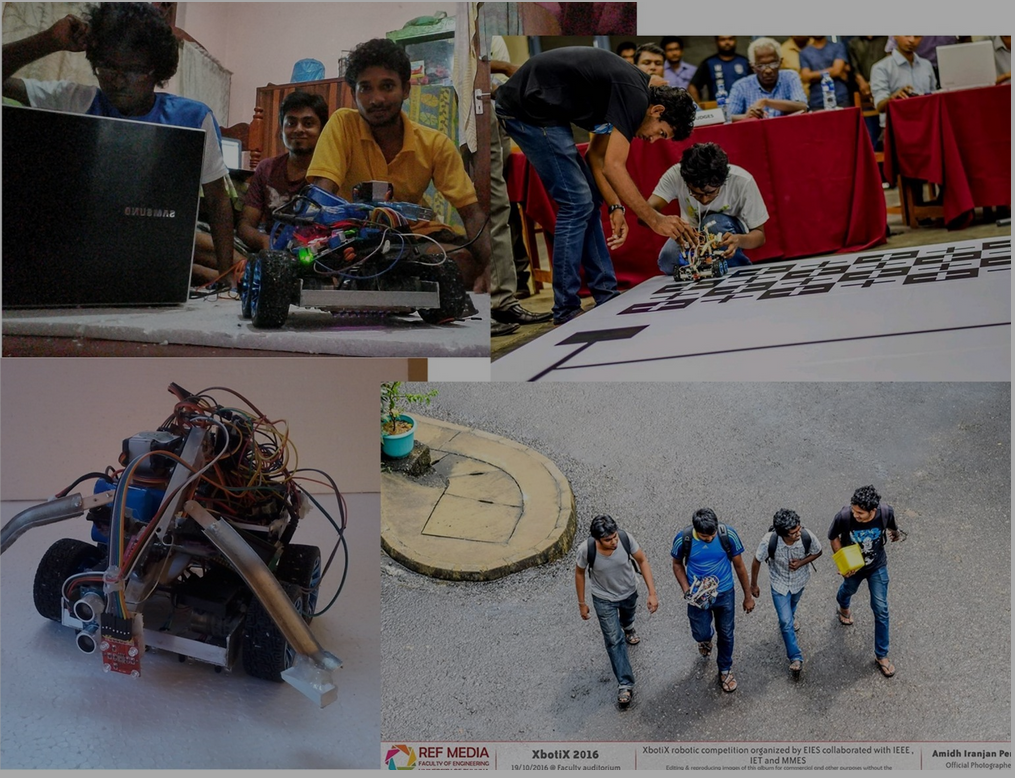 SAMSUNG
REF MEDIA
FACULTY OF ENGINEERING
XbotiX 2016
19/10/2016 @ Faculty auditorium
XbotiX robotic competition organized by EIES collaborated with IEEE ,
IET and MMES
Editing & reproducing images of this album for commercial and other purposes without the
Amidh Iranjan Per
Official Photographe